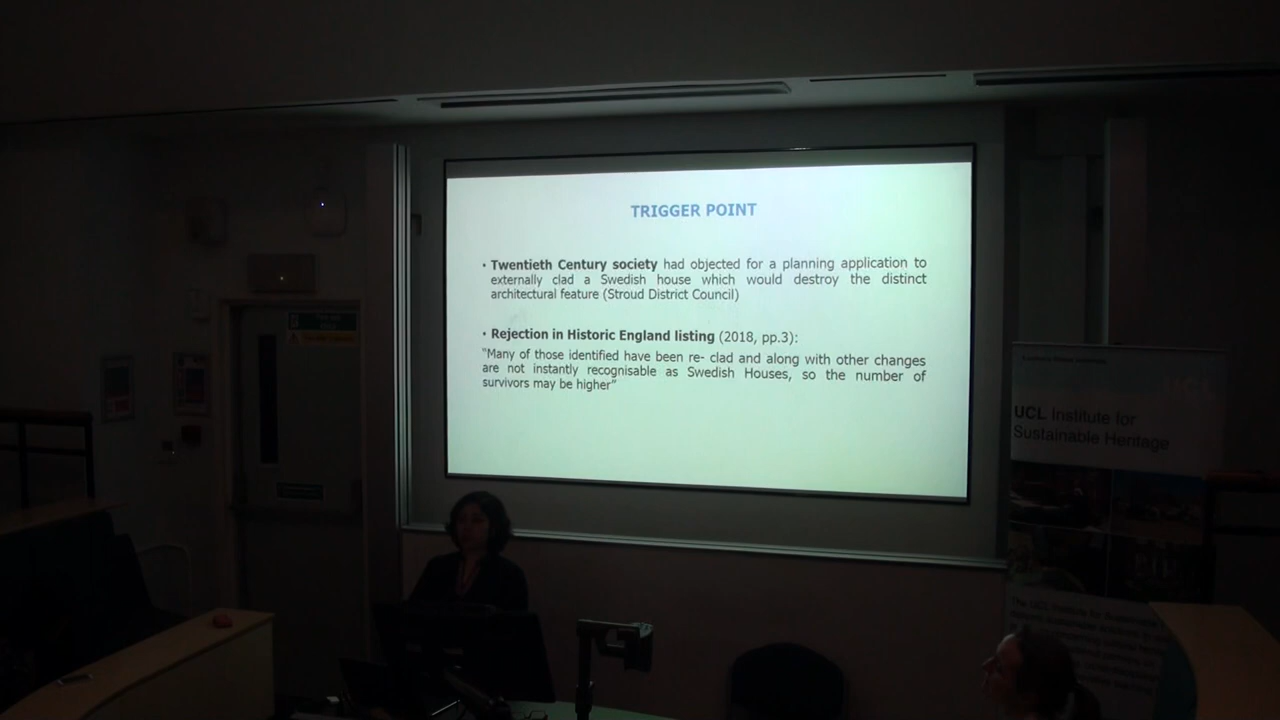 TRIGGER POINT
• Twentieth Century society had objected for a planning application to
externally clad a Swedish house which would destroy the distinct
architectural feature (Stroud District Council)
• Rejection in Historic England listing (2018, pp.3):
"Many of those identified have been re- clad and along with other changes
are not instantly recognisable as Swedish Houses, so the number of
survivors may be higher"
UCL Institute for
Sustainable Heritage